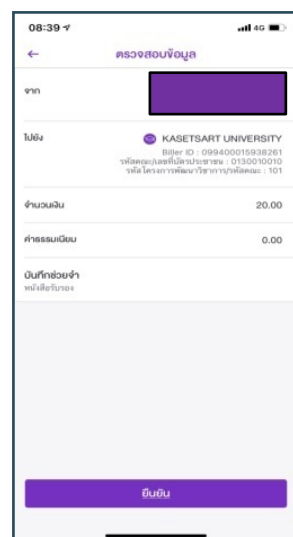 08:39
4G
ตรวจสอบข้อมูล
จาก
ไปยัง
KASETSART UNIVERSITY
Biller ID : 099400015938261
รหัสคณะ/เลขที่บัตรประชาชน : 0130010010
รหัสโครงการพัฒนาวิชาการ/รหัสคณะ : 101
จำนวนเงิน 20.00
ค่าธรรมเนียม 0.00
บันทึกช่วยจำ
หนังสือรับรอง
ยืนยัน